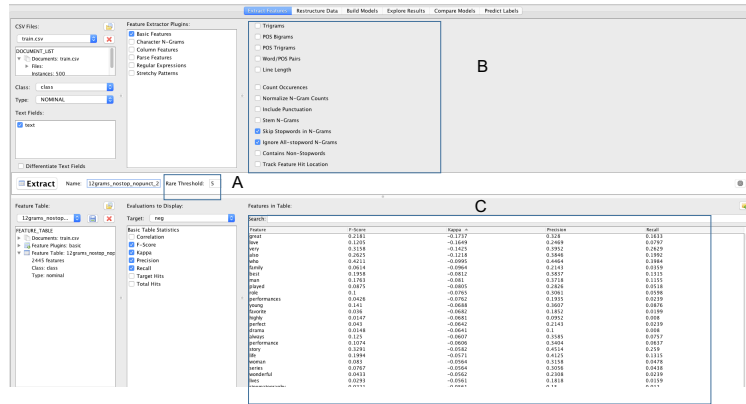 Extract Features Restructure Data Build Models Explore Results Compare Models Predict Labels
CSV Files:
train.csv
DOCUMENT_LIST
Documents: train.csv
Files:
Instances: 500
Class: class
Type: NOMINAL
Text Fields:
text
Differentiate Text Fields
Feature Extractor Plugins:
Basic Features
Character N-Grams
Column Features
Parse Features
Regular Expressions
Stretchy Patterns
Trigrams
POS Bigrams
POS Trigrams
Word/POS Pairs
Line Length
Count Occurences
Normalize N-Gram Counts
Include Punctuation
Stem N-Grams
Skip Stopwords in N-Grams
Ignore All-stopword N-Grams
Contains Non-Stopwords
Track Feature Hit Location
B
Extract Name: 12grams_nostop_nopunct_2 Rare Threshold: 5
A
Feature Table:
12grams_nostop...
FEATURE_TABLE
Documents: train.csv
Feature Plugins: basic
Feature Table: 12grams_nostop_nop
2445 features
Class: class
Type: nominal
Evaluations to Display:
Target: neg
Basic Table Statistics
Correlation
F-Score
Kappa
Precision
Recall
Target Hits
Total Hits
Features in Table:
C
Search:
Feature F-Score Kappa Precision Recall
great 0.2181 -0.1737 0.328 0.1633
love 0.1205 -0.1649 0.2469 0.0797
very 0.3158 -0.1425 0.3952 0.2629
also 0.2625 -0.1218 0.3846 0.1992
who 0.4211 -0.0995 0.4464 0.3984
family 0.0614 -0.0964 0.2143 0.0359
best 0.1958 -0.0812 0.3837 0.1315
man 0.1763 -0.081 0.3718 0.1155
played 0.0875 -0.0805 0.2826 0.0518
role 0.1 -0.0765 0.3061 0.0598
performances 0.0426 -0.0762 0.1935 0.0239
young 0.141 -0.0688 0.3607 0.0876
favorite 0.036 -0.0682 0.1852 0.0199
highly 0.0147 -0.0681 0.0952 0.008
perfect 0.043 -0.0642 0.2143 0.0239
drama 0.0148 -0.0641 0.1 0.008
always 0.125 -0.0607 0.3585 0.0757
performance 0.1074 -0.0606 0.3404 0.0637
story 0.3291 -0.0582 0.4514 0.259
life 0.1994 -0.0571 0.4125 0.1315
woman 0.083 -0.0564 0.3158 0.0478
series 0.0767 -0.0564 0.3056 0.0438
wonderful 0.0433 -0.0562 0.2308 0.0239
lives 0.0293 -0.0561 0.1818 0.0159